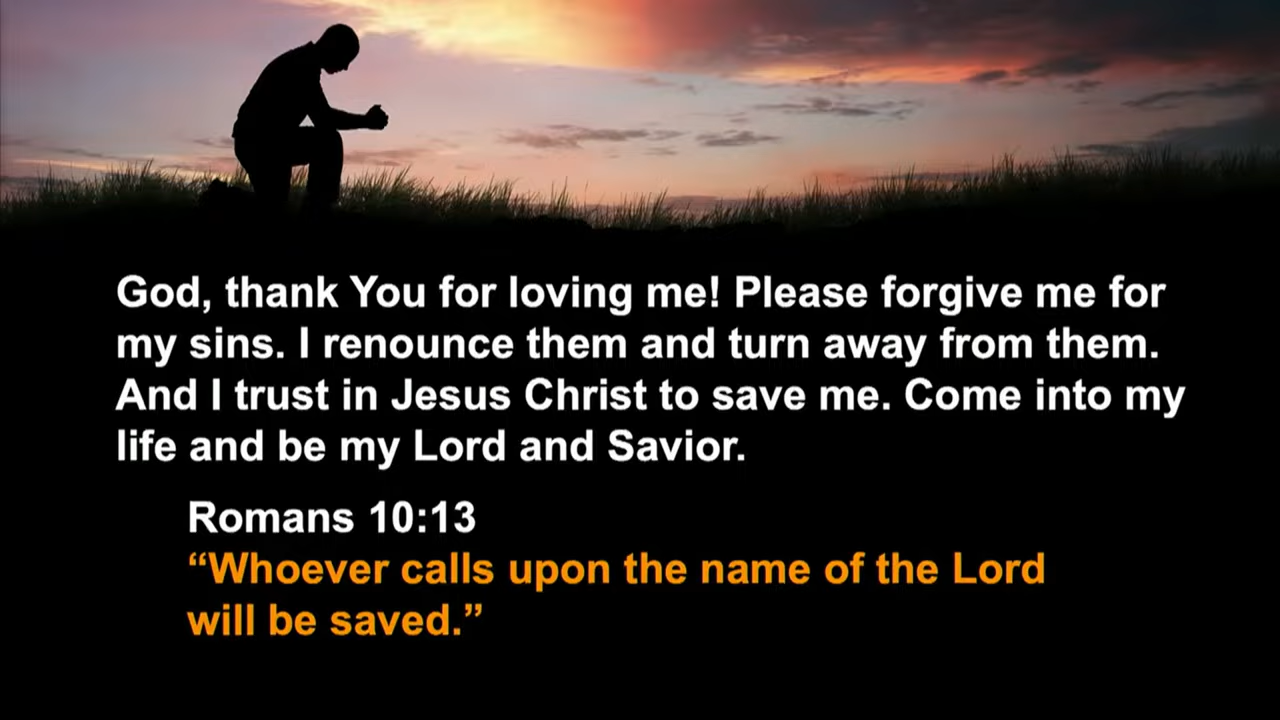 God, thank You for loving me! Please forgive me for
my sins. I renounce them and turn away from them.
And I trust in Jesus Christ to save me. Come into my
life and be my Lord and Savior.
Romans 10:13
“Whoever calls upon the name of the Lord
will be saved.”